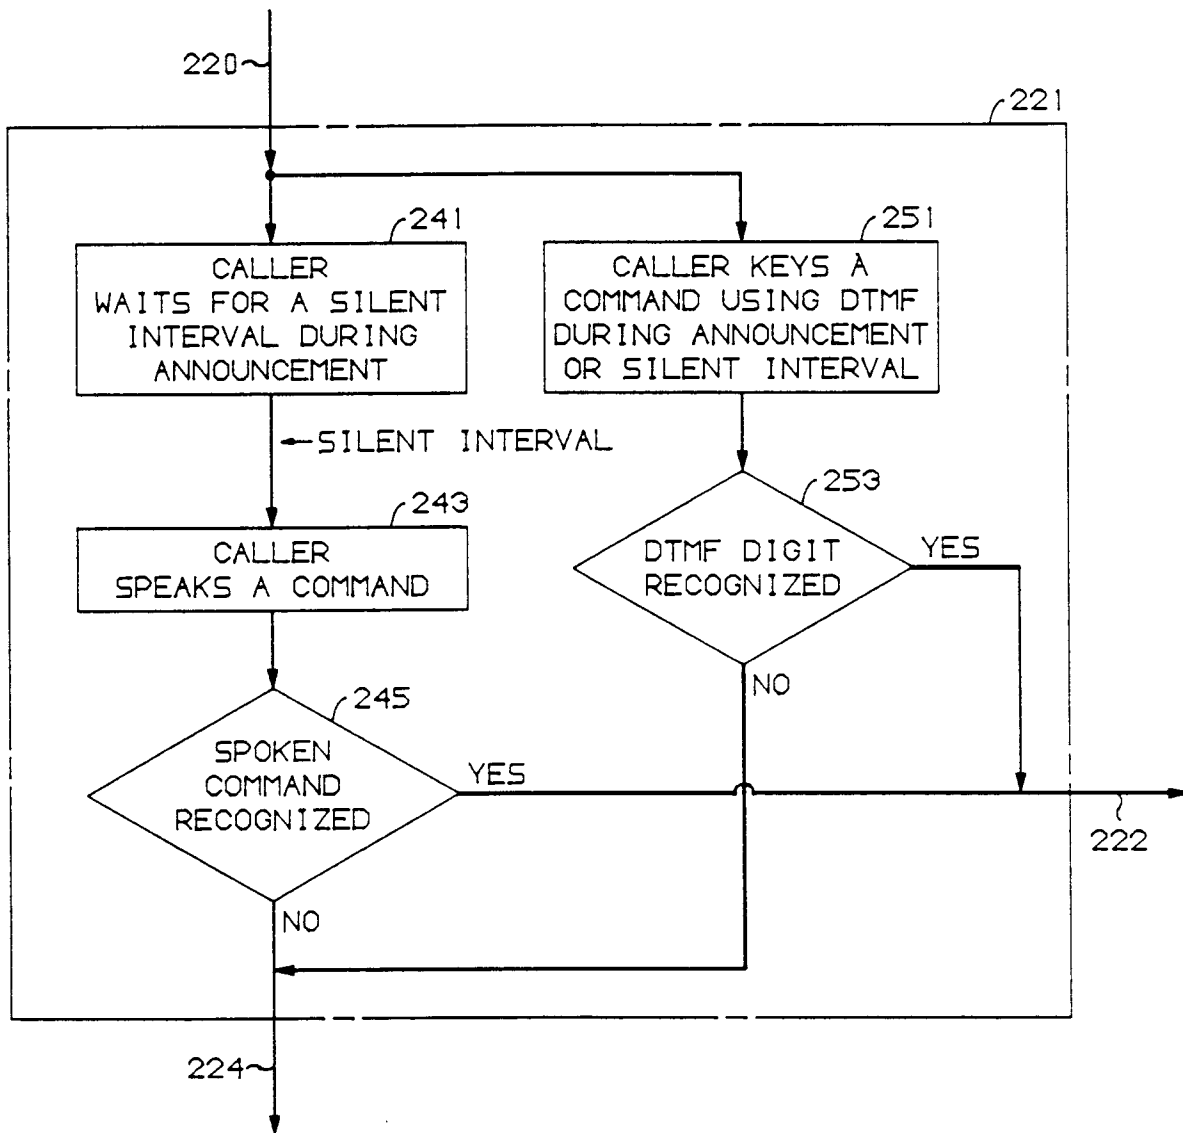 220
221
241
CALLER
WAITS FOR A SILENT
INTERVAL DURING
ANNOUNCEMENT
251
CALLER KEYS A
COMMAND USING DTMF
DURING ANNOUNCEMENT
OR SILENT INTERVAL
SILENT INTERVAL
243
CALLER
SPEAKS A COMMAND
253
DTMF DIGIT
RECOGNIZED
YES
NO
245
SPOKEN
COMMAND
RECOGNIZED
YES
NO
222
224